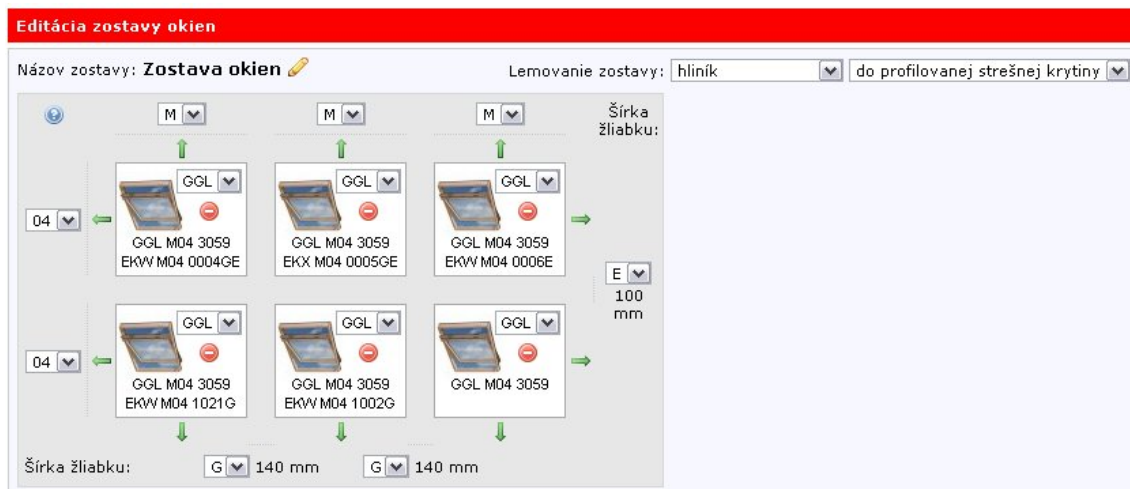 Editácia zostavy okien
Názov zostavy: Zostava okien
Lemovanie zostavy: hliník do profilovanej strešnej krytiny
M M M Šírka
žliabku:
GGL GGL GGL
04
GGL M04 3059 GGL M04 3059 GGL M04 3059
EKW M04 0004GE EKX M04 0005GE EKW M04 0006E
E
100
mm
GGL GGL GGL
04
GGL M04 3059 GGL M04 3059 GGL M04 3059
EKW M04 1021G EKW M04 1002G
Šírka žliabku: G 140 mm G 140 mm